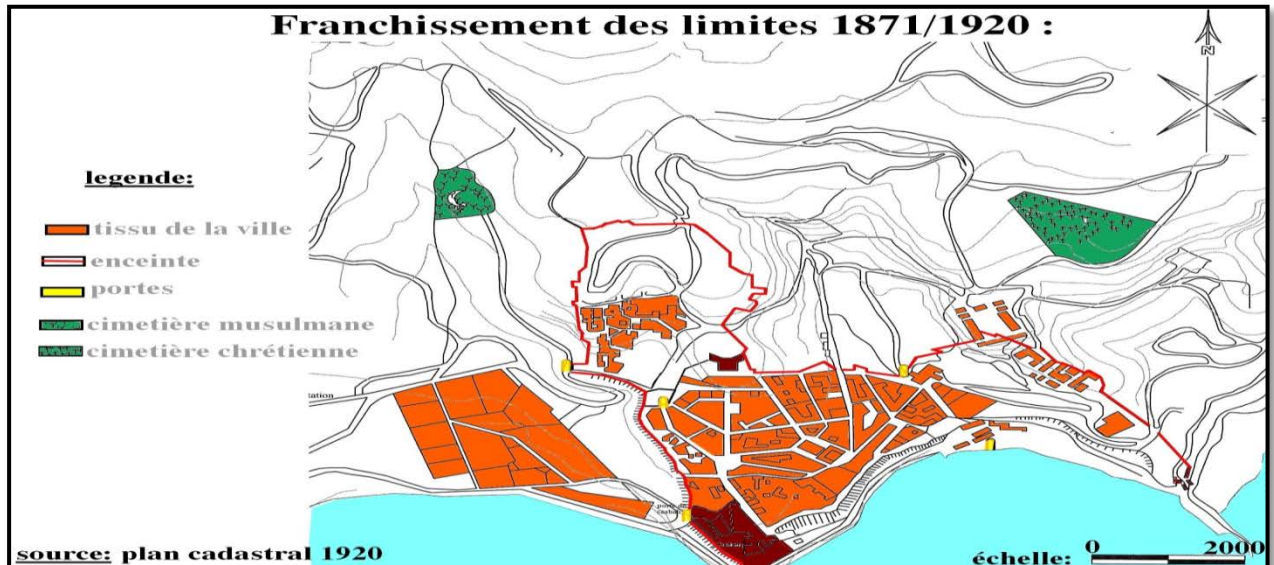 Franchissement des limites 1871/1920 :
N
legende:
tissu de la ville
enceinte
portes
cimetière musulmane
cimetière chrétienne
tation
source: plan cadastral 1920
échelle: 0 2000